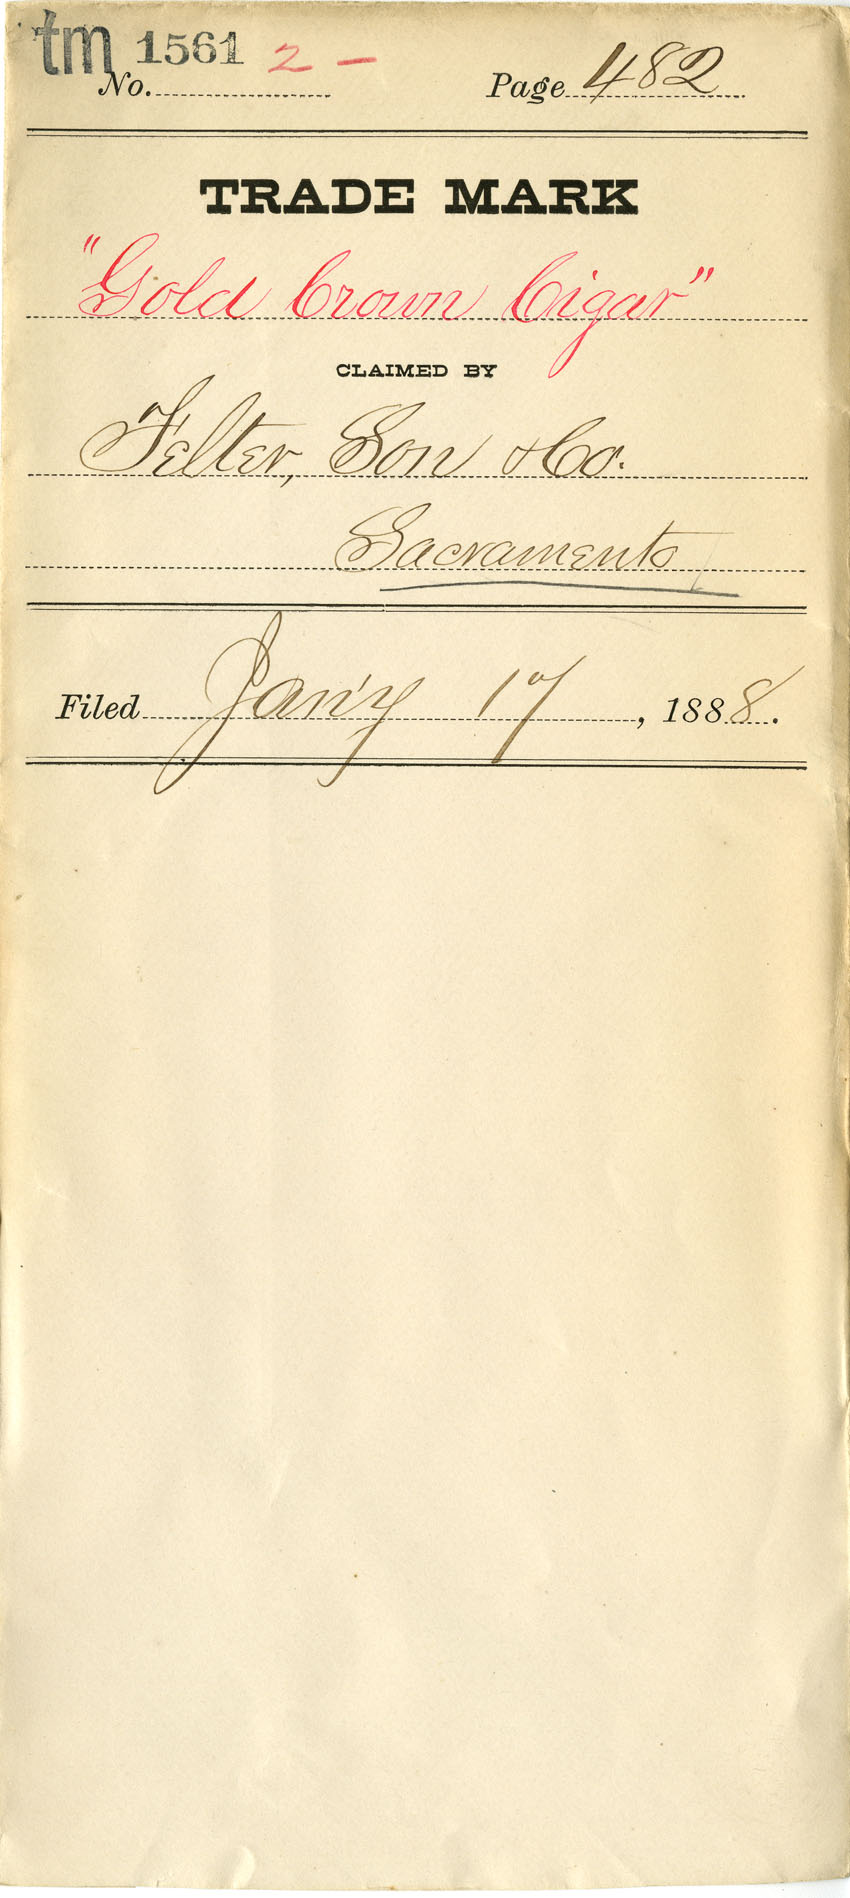 tm 1561 2 –
No. Page 482
TRADE MARK
"Gold Crown Cigar"
CLAIMED BY
Felter, Son & Co.
Sacramento
Filed Jan'y 17, 1888.